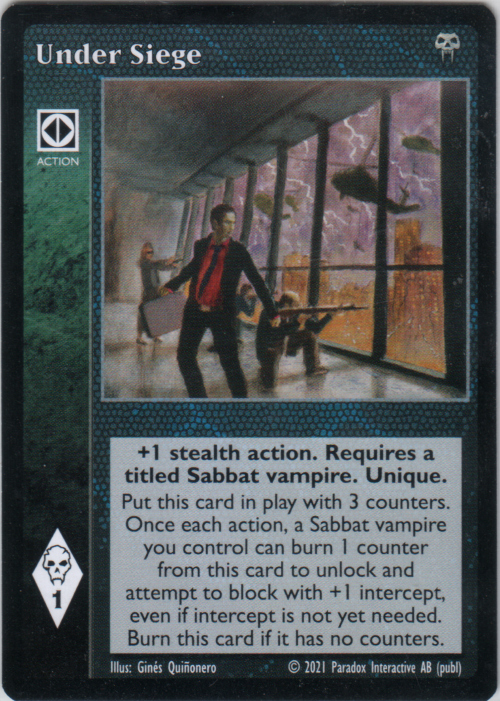 Under Siege
ACTION
+1 stealth action. Requires a
titled Sabbat vampire. Unique.
Put this card in play with 3 counters.
Once each action, a Sabbat vampire
you control can burn 1 counter
from this card to unlock and
attempt to block with +1 intercept,
even if intercept is not yet needed.
Burn this card if it has no counters.
1
Illus: Ginés Quiñonero © 2021 Paradox Interactive AB (publ)